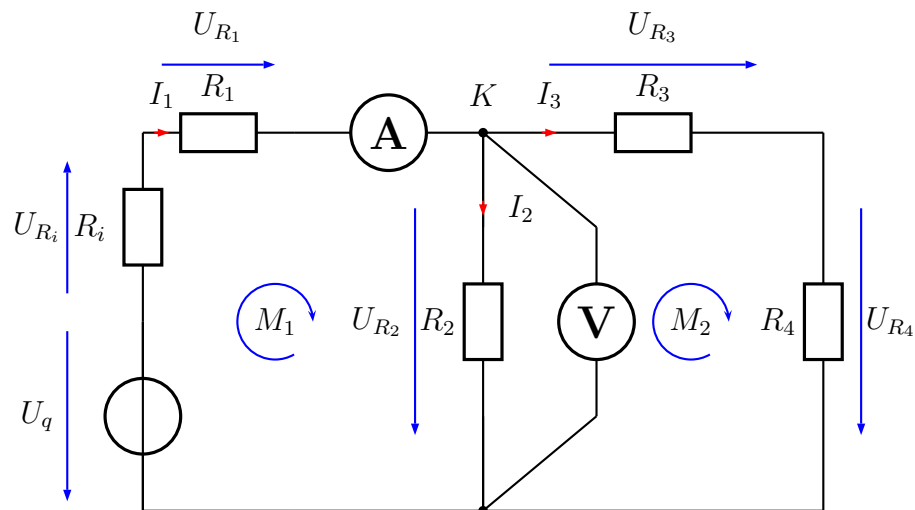 U_{R_1}
U_{R_3}
I_1
R_1
K
I_3
R_3
A
I_2
U_{R_i}
R_i
M_1
U_{R_2}
R_2
V
M_2
R_4
U_{R_4}
U_q